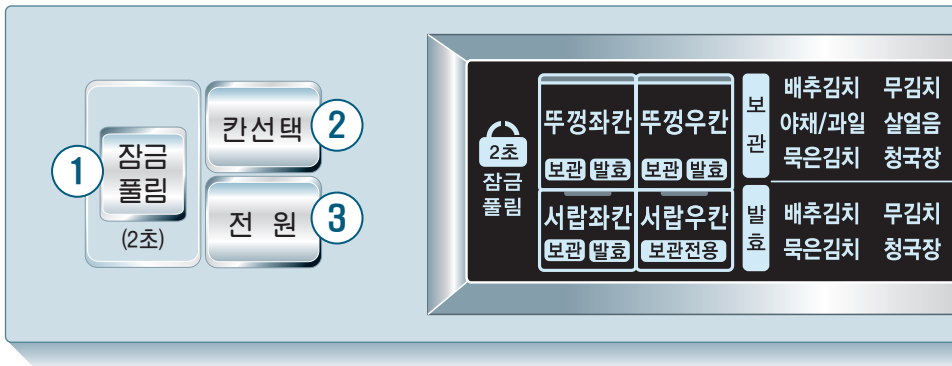 1
잠금
풀림
(2초)
칸선택
2
전 원
3
2초
잠금
풀림
뚜껑좌칸
보관 발효
뚜껑우칸
보관 발효
서랍좌칸
보관 발효
서랍우칸
보관전용
보관
배추김치 무김치
야채/과일 살얼음
묵은김치 청국장
발효
배추김치 무김치
묵은김치 청국장